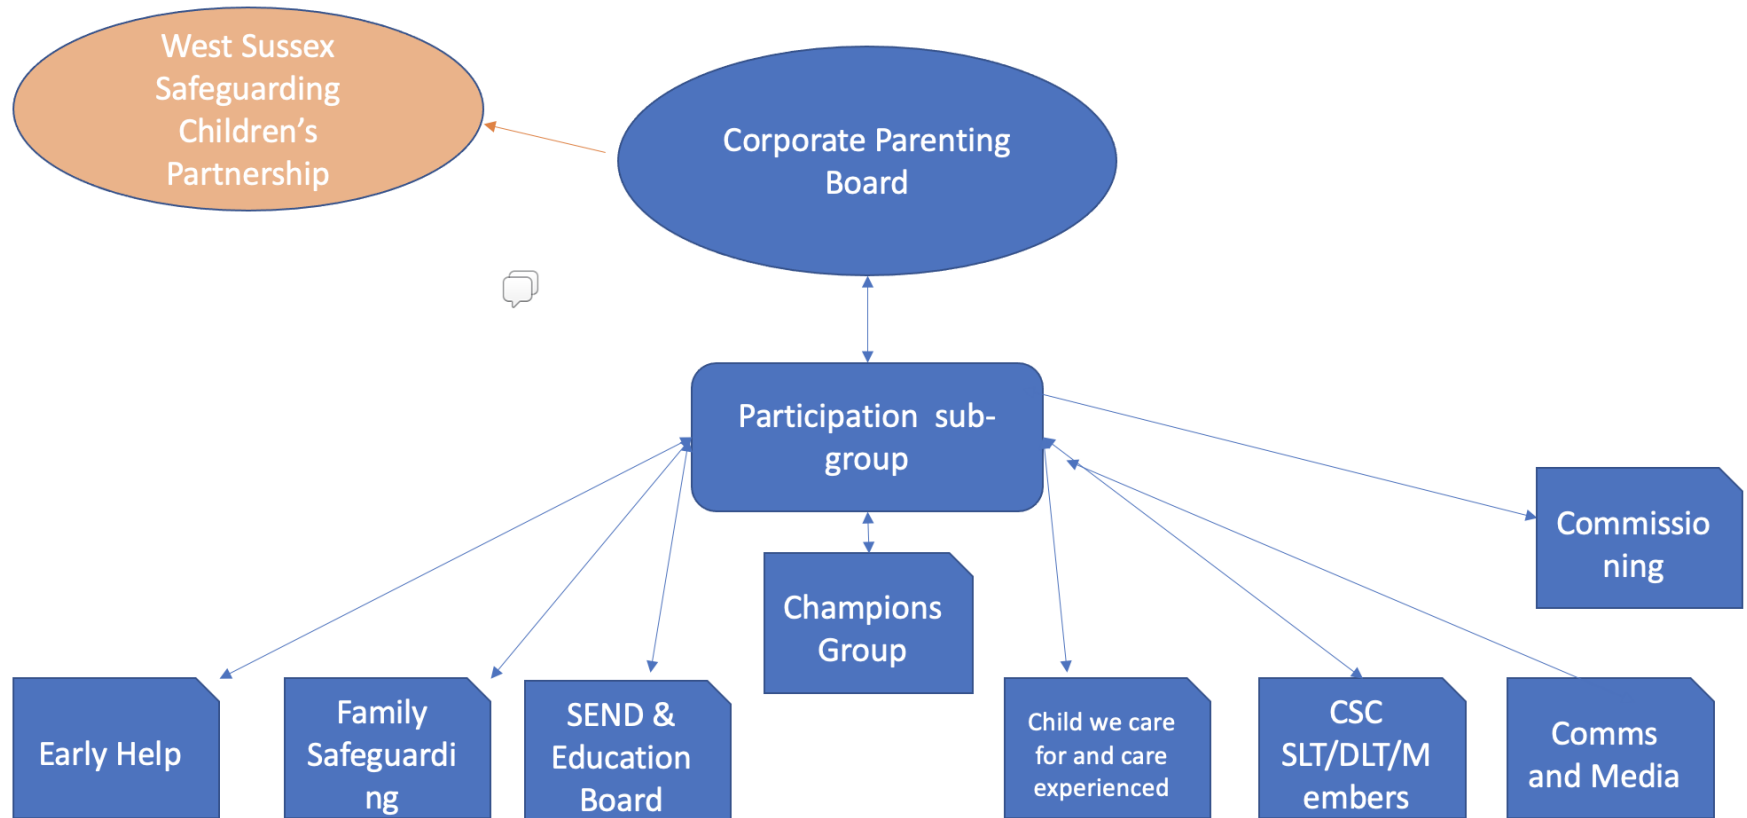 West Sussex
Safeguarding
Children’s
Partnership
Corporate Parenting
Board
Participation  sub-
group
Commissio
ning
Champions
Group
Early Help
Family
Safeguardi
ng
SEND &
Education
Board
Child we care
for and care
experienced
CSC
SLT/DLT/M
embers
Comms
and Media